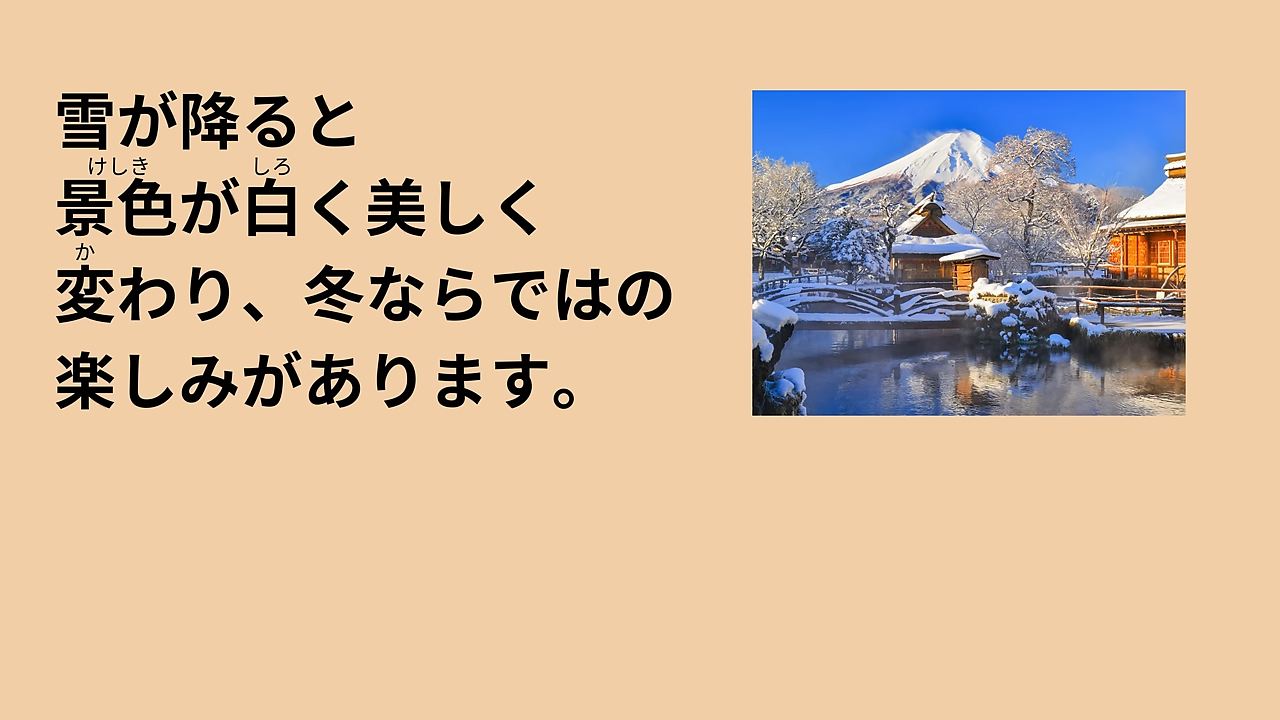 雪が降ると
けしき しろ
景色が白く美しく
か
変わり、冬ならではの
楽しみがあります。